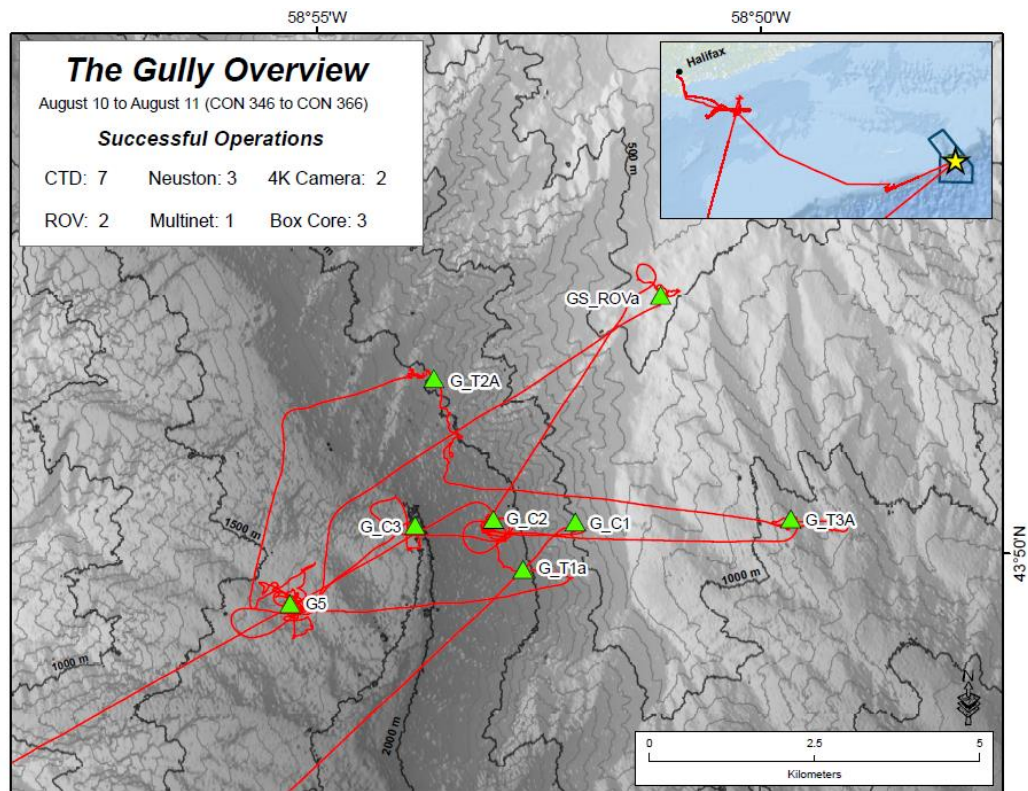 58°55'W
58°50'W
The Gully Overview
August 10 to August 11 (CON 346 to CON 366)
Successful Operations
CTD: 7 Neuston: 3 4K Camera: 2
ROV: 2 Multinet: 1 Box Core: 3
Halifax
500 m
GS_ROVa
G_T2A
G_C3
G_C2
G_C1
G_T3A
1500 m
G_T1a
1000 m
43°50'N
G5
1000 m
2000 m
N
0 2.5 5
Kilometers